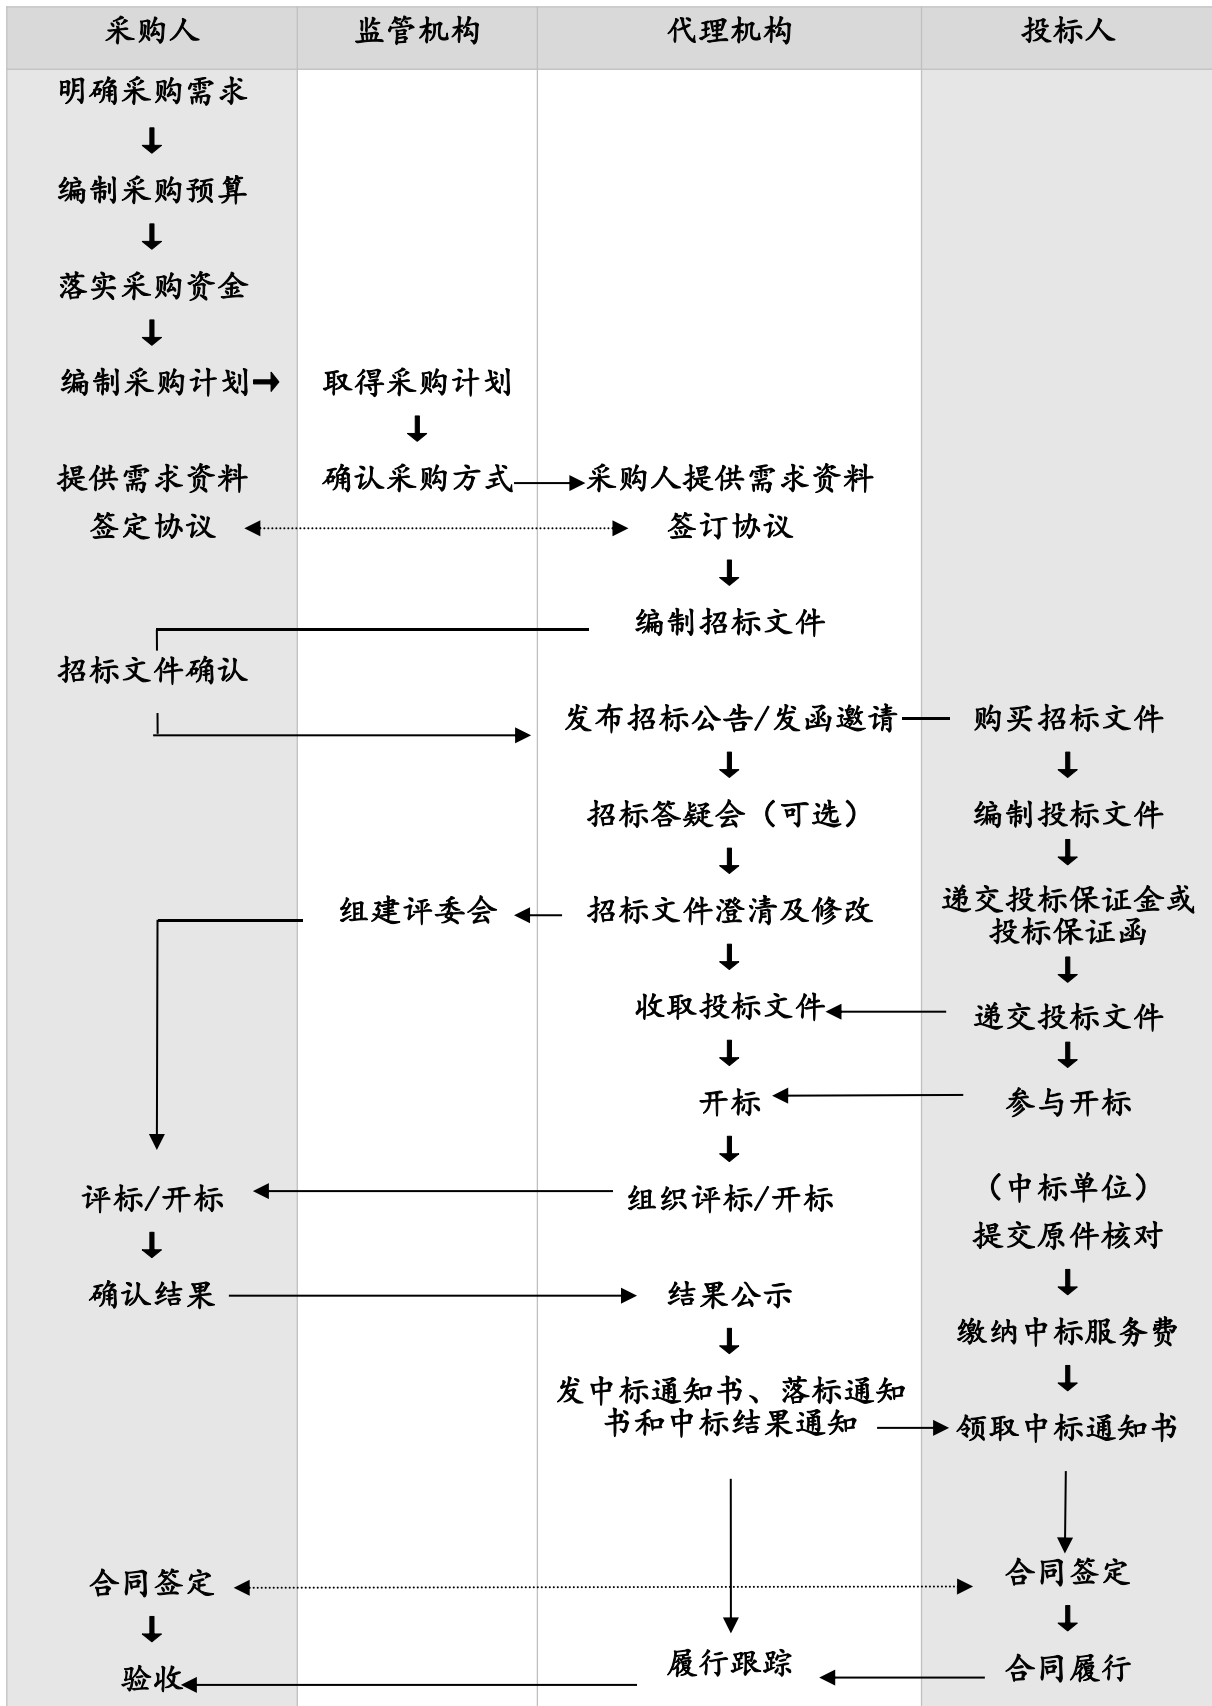 采购人 监管机构 代理机构 投标人
明确采购需求
编制采购预算
落实采购资金
编制采购计划 取得采购计划
提供需求资料 确认采购方式 采购人提供需求资料
签定协议 签订协议
编制招标文件
招标文件确认
发布招标公告/发函邀请 购买招标文件
招标答疑会（可选） 编制投标文件
组建评委会 招标文件澄清及修改 递交投标保证金或
投标保证函
收取投标文件 递交投标文件
开标 参与开标
评标/开标 组织评标/开标 （中标单位）
提交原件核对
确认结果 结果公示
缴纳中标服务费
发中标通知书、落标通知
书和中标结果通知 领取中标通知书
合同签定 合同签定
验收 履行跟踪 合同履行